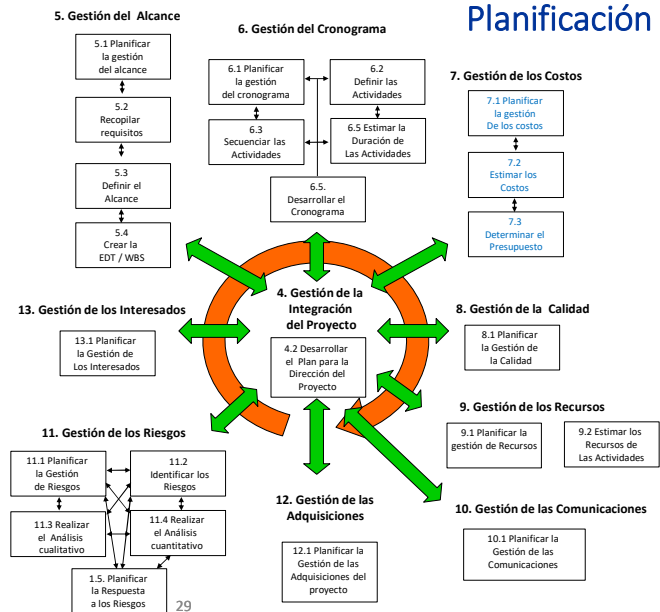 Planificación
5. Gestión del Alcance
5.1 Planificar
la gestión
del alcance
5.2
Recopilar
requisitos
5.3
Definir el
Alcance
5.4
Crear la
EDT / WBS
6. Gestión del Cronograma
6.1 Planificar
la gestión
del cronograma
6.2
Definir las
Actividades
6.3
Secuenciar las
Actividades
6.5 Estimar la
Duración de
Las Actividades
6.5.
Desarrollar el
Cronograma
7. Gestión de los Costos
7.1 Planificar
la gestión
De los costos
7.2
Estimar los
Costos
7.3
Determinar el
Presupuesto
4. Gestión de la
Integración
del Proyecto
4.2 Desarrollar
el Plan para la
Dirección del
Proyecto
13. Gestión de los Interesados
13.1 Planificar
la Gestión de
Los Interesados
8. Gestión de la Calidad
8.1 Planificar
la Gestión de
la Calidad
9. Gestión de los Recursos
9.1 Planificar la
gestión de Recursos
9.2 Estimar los
Recursos de
Las Actividades
11. Gestión de los Riesgos
11.1 Planificar
la Gestión
de Riesgos
11.2
Identificar los
Riesgos
11.3 Realizar
el Análisis
cualitativo
11.4 Realizar
el Análisis
cuantitativo
1.5. Planificar
la Respuesta
a los Riesgos
12. Gestión de las
Adquisiciones
12.1 Planificar la
Gestión de las
Adquisiciones del
proyecto
10. Gestión de las Comunicaciones
10.1 Planificar la
Gestión de las
Comunicaciones
29